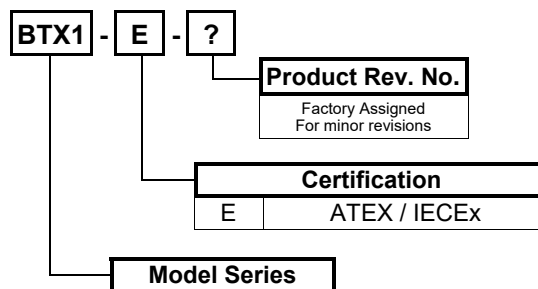 BTX1 - E - ?
Product Rev. No.
Factory Assigned
For minor revisions
Certification
E ATEX / IECEx
Model Series